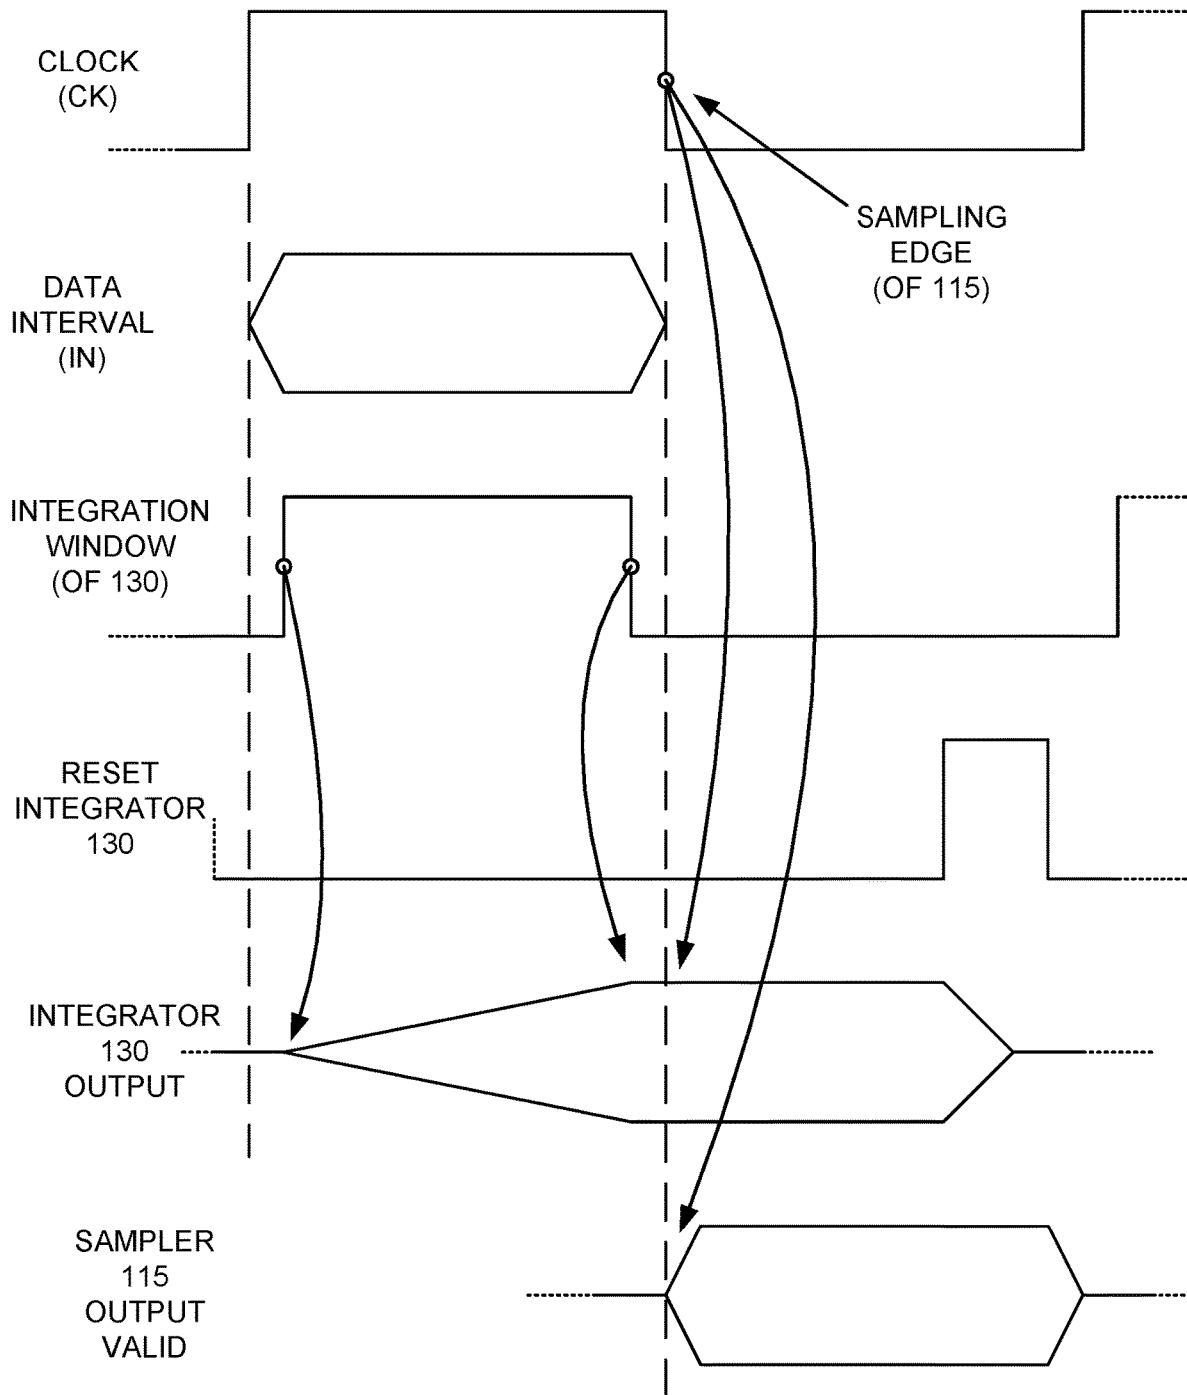 CLOCK
(CK)
SAMPLING
EDGE
(OF 115)
DATA
INTERVAL
(IN)
INTEGRATION
WINDOW
(OF 130)
RESET
INTEGRATOR
130
INTEGRATOR
130
OUTPUT
SAMPLER
115
OUTPUT
VALID